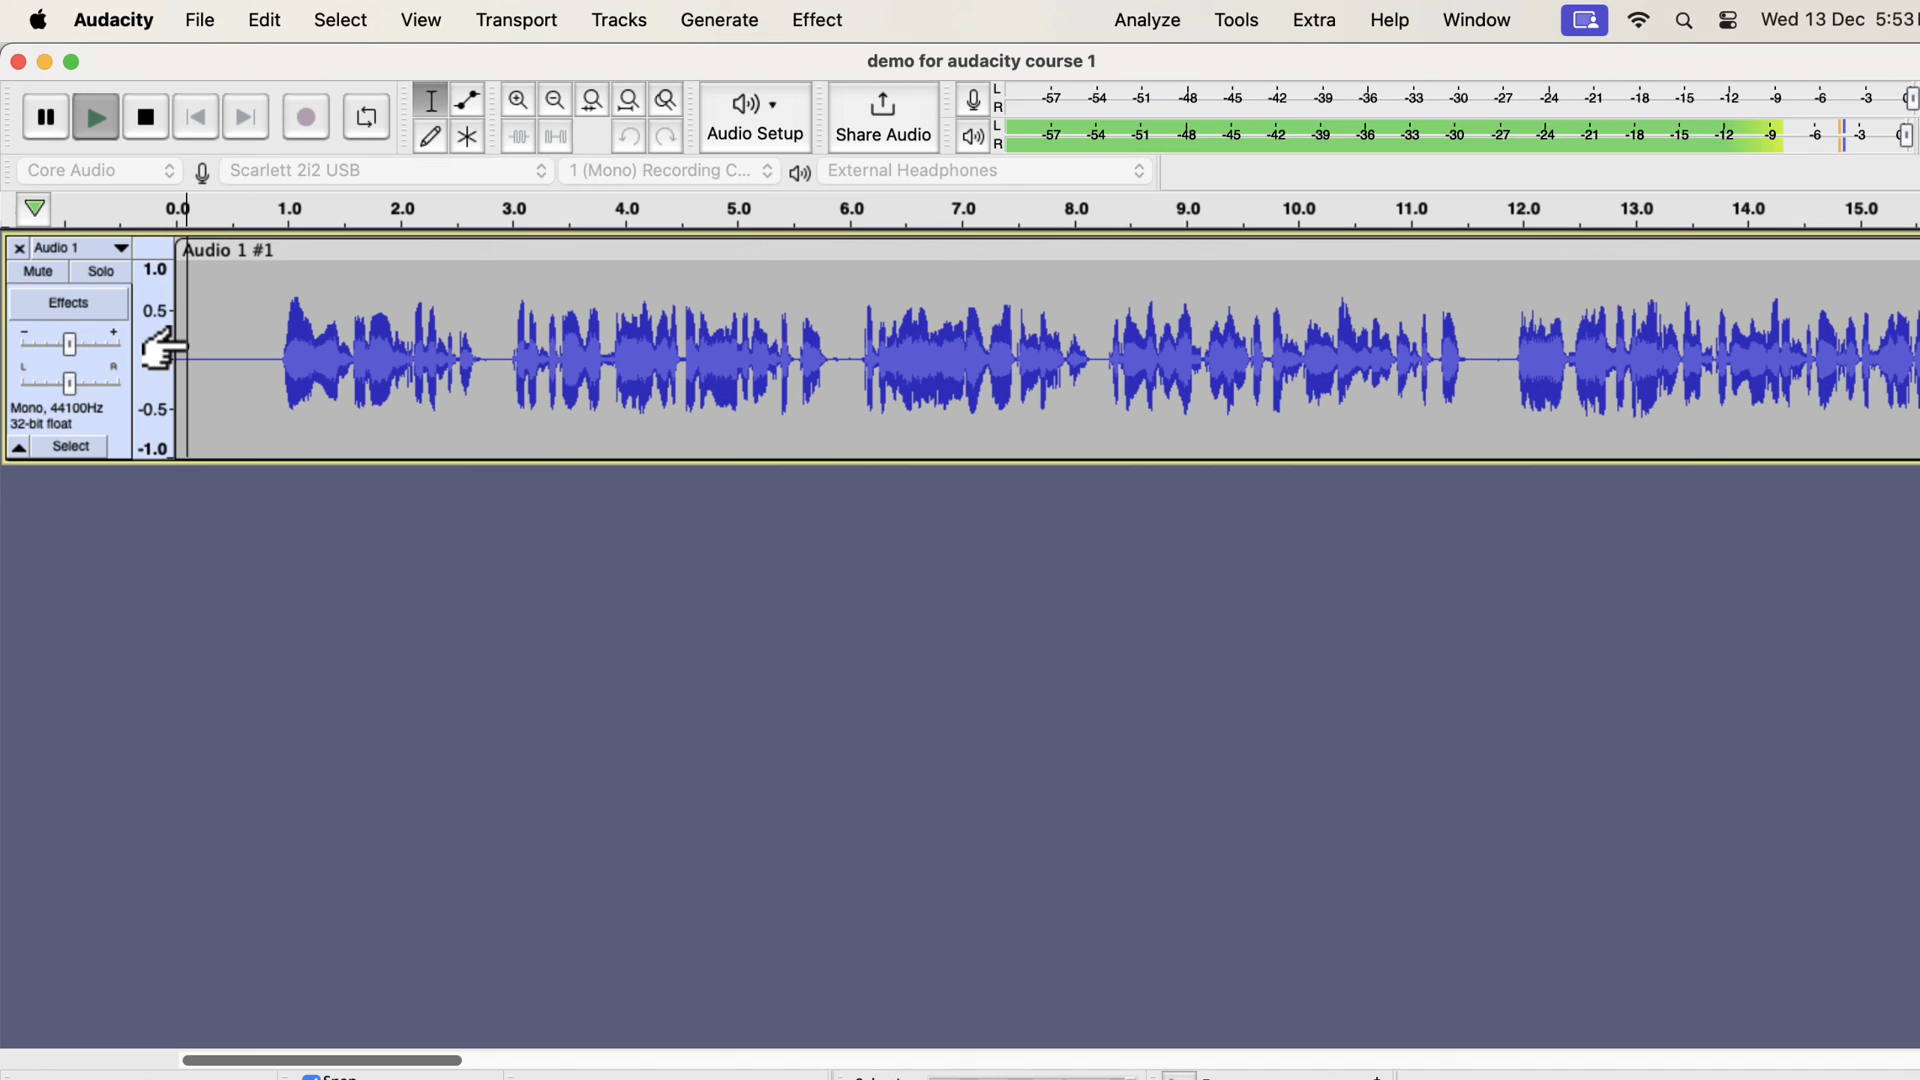 Audacity File Edit Select View Transport Tracks Generate Effect Analyze Tools Extra Help Window Wed 13 Dec 5:53
demo for audacity course 1
Audio Setup
Share Audio
L
R
-57 -54 -51 -48 -45 -42 -39 -36 -33 -30 -27 -24 -21 -18 -15 -12 -9 -6 -3
L
R
-57 -54 -51 -48 -45 -42 -39 -36 -33 -30 -27 -24 -21 -18 -15 -12 -9 -6 -3
Core Audio
Scarlett 2i2 USB
1 (Mono) Recording C...
External Headphones
0.0 1.0 2.0 3.0 4.0 5.0 6.0 7.0 8.0 9.0 10.0 11.0 12.0 13.0 14.0 15.0
Audio 1
Audio 1 #1
Mute Solo
Effects
- +
L R
Mono, 44100Hz
32-bit float
Select
1.0
0.5-
-0.5-
-1.0